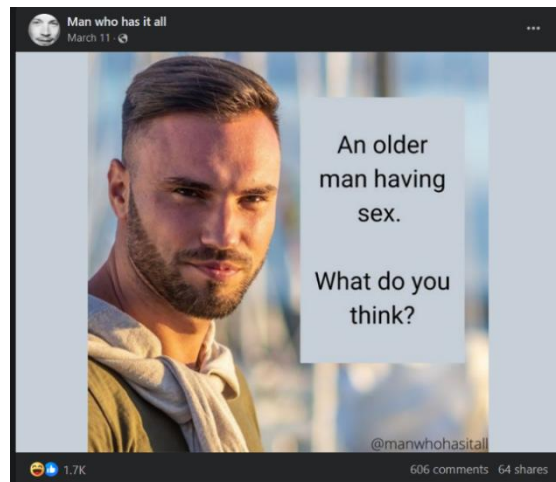 Man who has it all
March 11 ·
An older
man having
sex.
What do you
think?
@manwhohasitall
1.7K
606 comments 64 shares